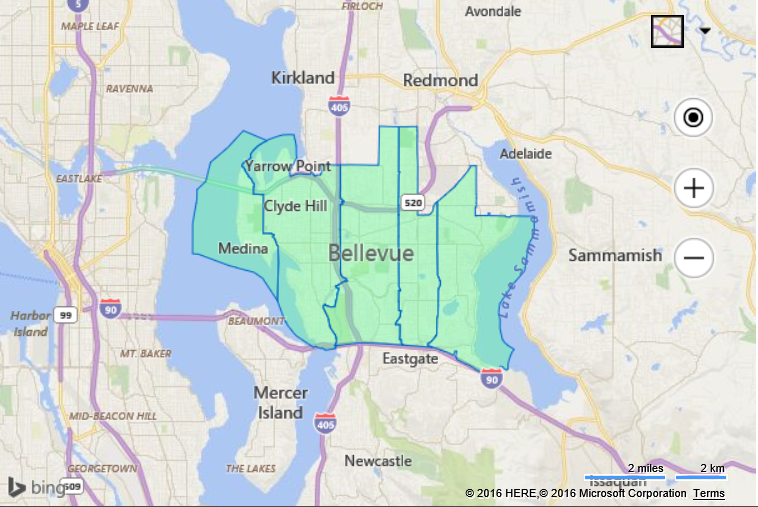 FIRLOCH
Avondale
5
MAPLE LEAF
Kirkland
Redmond
RAVENNA
405
Adelaide
Yarrow Point
EASTLAKE
520
Clyde Hill
Medina
Bellevue
Sammamish
Lake Sammamish
Harbor
Island
99
90
BEAUMONT
MT. BAKER
Eastgate
90
Mercer
Island
MID-BEACON HILL
405
Newcastle
GEORGETOWN
THE LAKES
2 miles
2 km
Issaquah
bing
509
© 2016 HERE,© 2016 Microsoft Corporation Terms